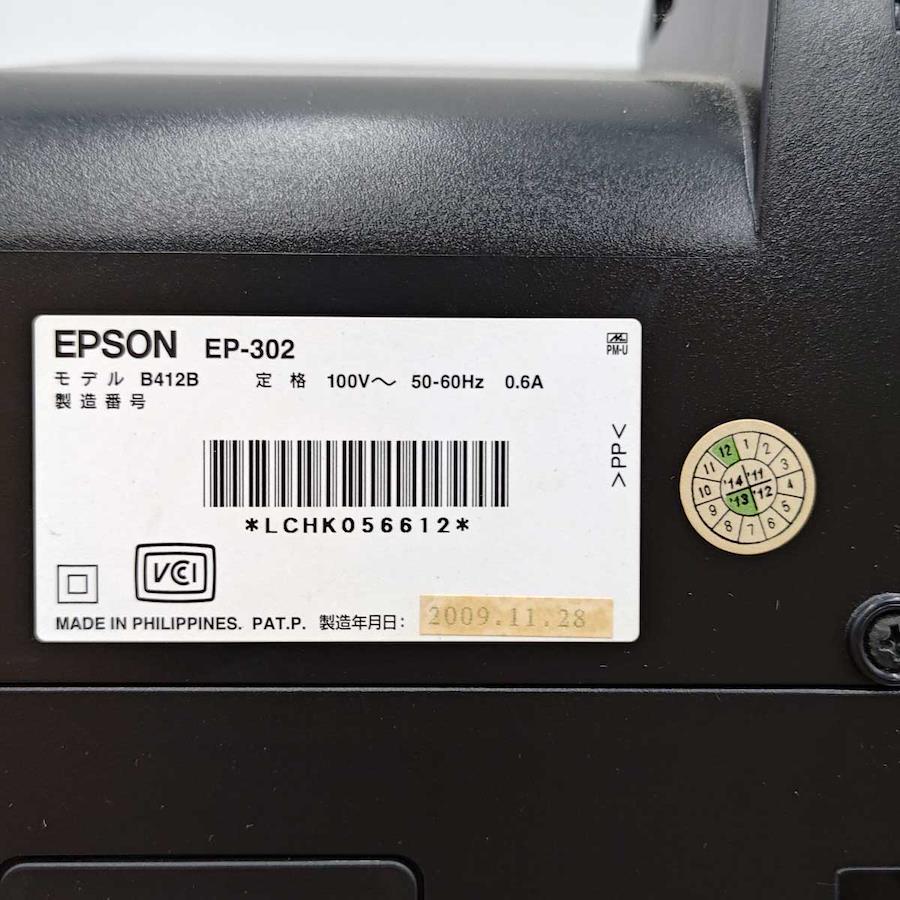 EPSON EP-302
PM-U
モデル B412B 定格 100V～ 50-60Hz 0.6A
製造番号
>PP<
*LCHK056612*
VCCI
MADE IN PHILIPPINES. PAT.P. 製造年月日: 2009.11.28
12 1 2 3 4 5 6 7 8 9 10 11
'14 '11 '13 '12